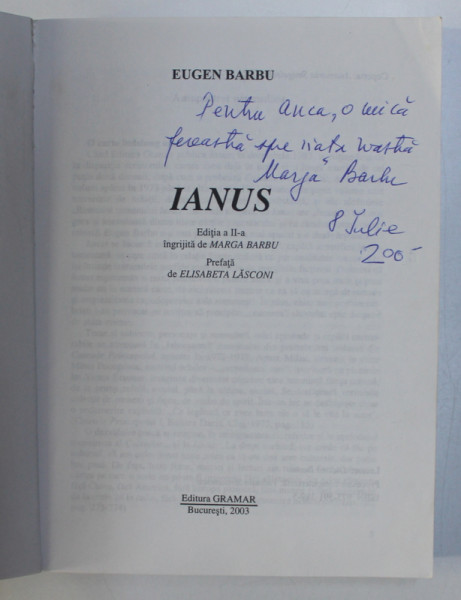 EUGEN BARBU
Pentru Anca, o mică
fereastră spre viața noastră
Marga Barbu
8 Iulie
IANUS
Ediția a II-a
îngrijită de MARGA BARBU
Prefață
de ELISABETA LĂSCONI
Editura GRAMAR
București, 2003